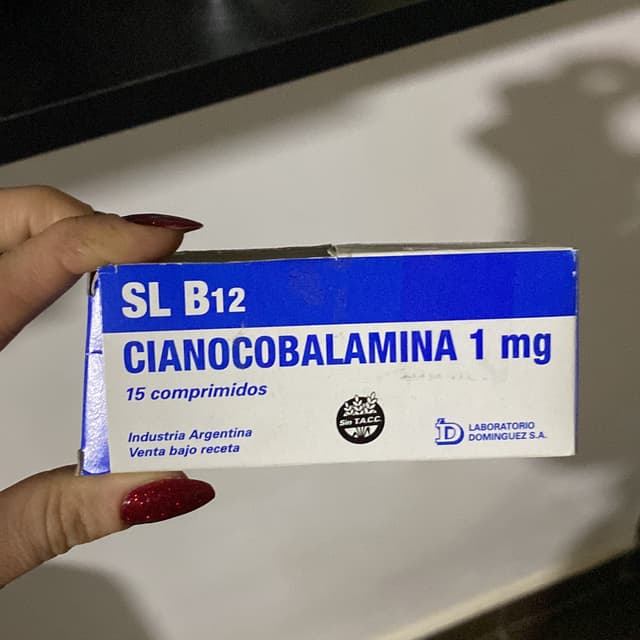 SL B12
CIANOCOBALAMINA 1 mg
15 comprimidos
Sin T.A.C.C.
Industria Argentina
Venta bajo receta
LABORATORIO
DOMINGUEZ S.A.